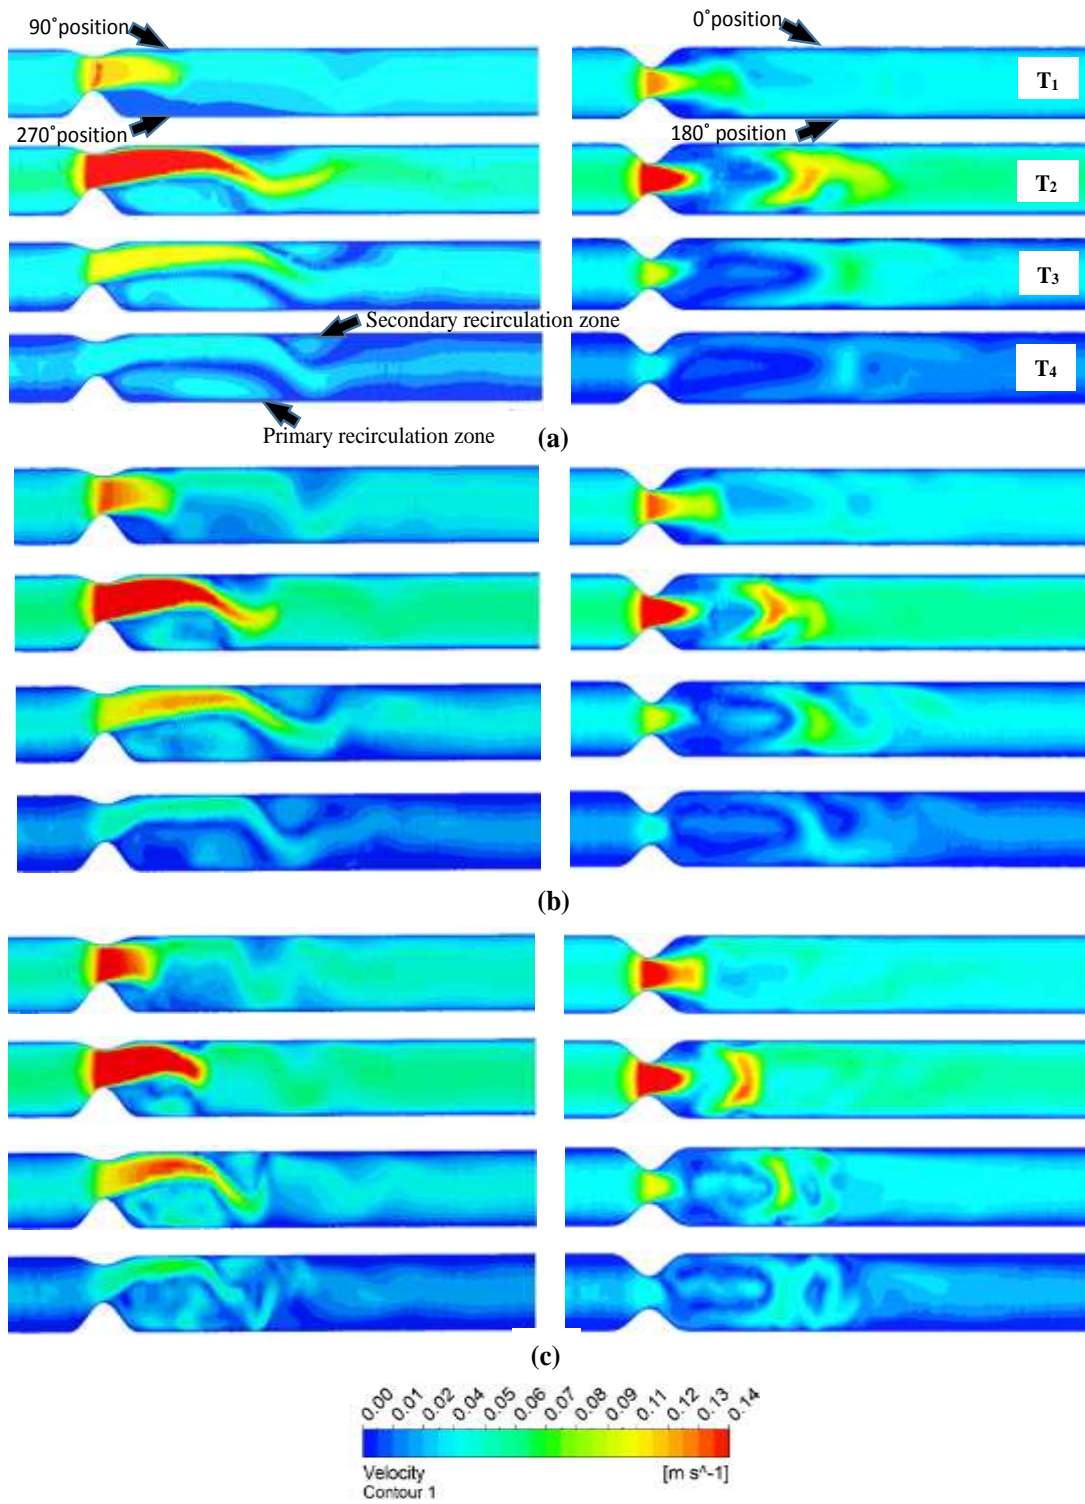 90˚position
0˚position
T1
270˚position
180˚ position
T2
T3
Secondary recirculation zone
T4
Primary recirculation zone
(a)
(b)
(c)
0.00 0.01 0.02 0.04 0.05 0.06 0.07 0.08 0.09 0.11 0.12 0.13 0.14
Velocity [m s^-1]
Contour 1